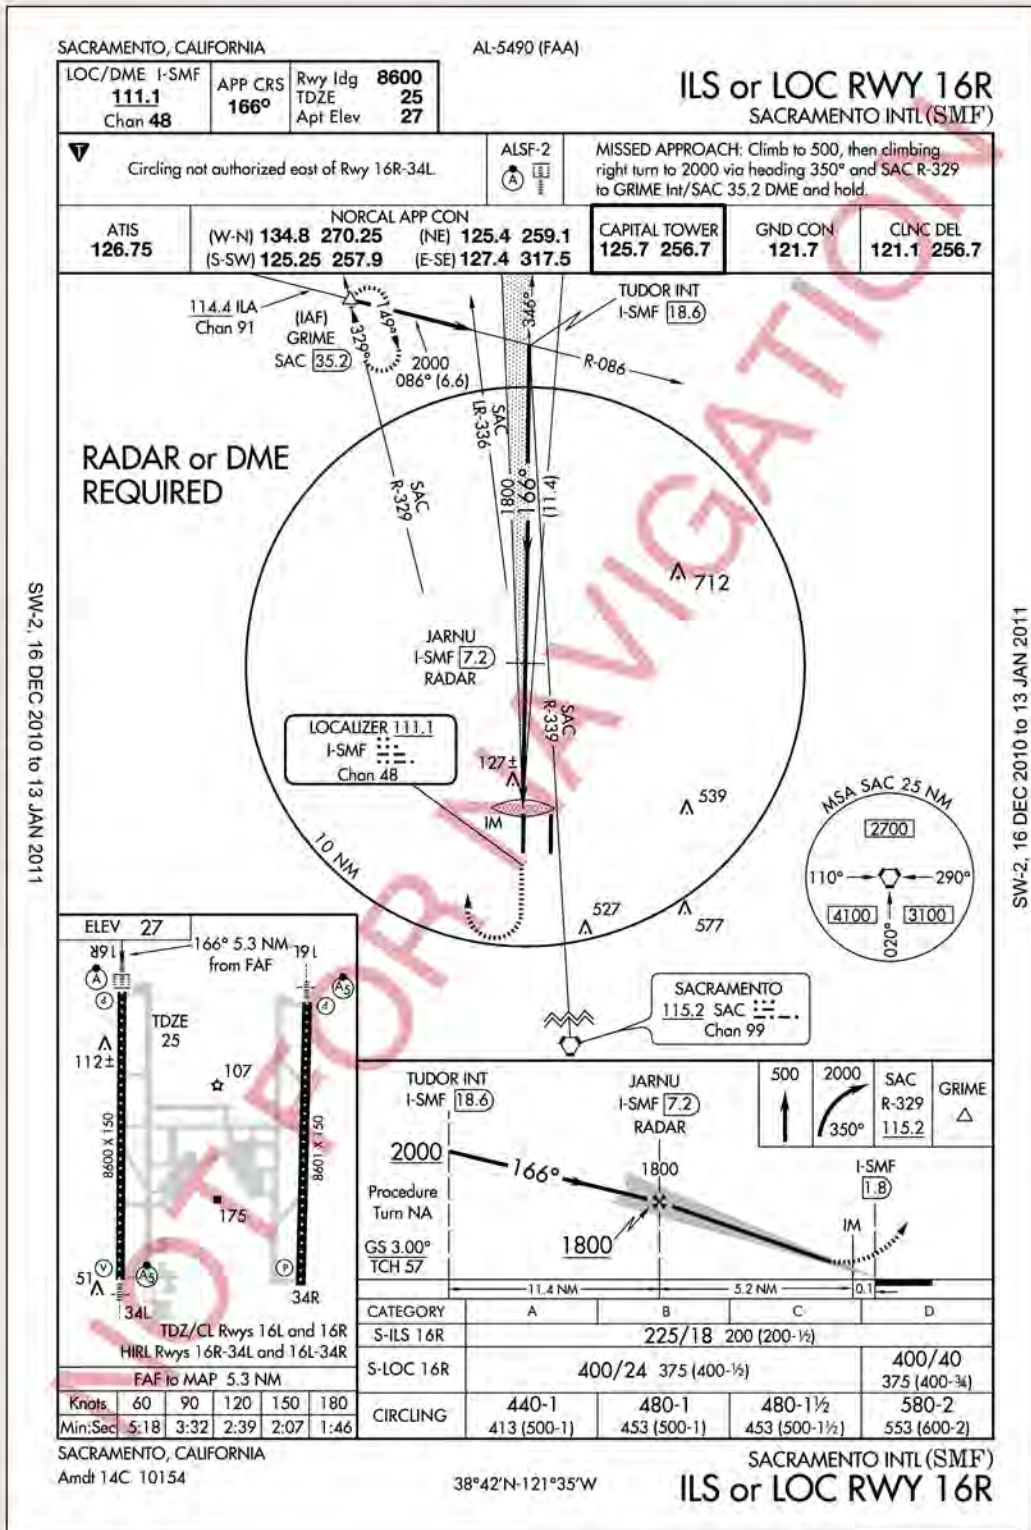 SACRAMENTO, CALIFORNIA
AL-5490 (FAA)
ILS or LOC RWY 16R
SACRAMENTO INTL (SMF)
LOC/DME I-SMF
111.1
Chan 48
APP CRS
166°
Rwy ldg 8600
TDZE 25
Apt Elev 27
T
Circling not authorized east of Rwy 16R-34L.
ALSF-2
A
MISSED APPROACH: Climb to 500, then climbing
right turn to 2000 via heading 350° and SAC R-329
to GRIME Int/SAC 35.2 DME and hold.
ATIS
126.75
NORCAL APP CON
(W-N) 134.8 270.25 (NE) 125.4 259.1
(S-SW) 125.25 257.9 (E-SE) 127.4 317.5
CAPITAL TOWER
125.7 256.7
GND CON
121.7
CLNC DEL
121.1 256.7
114.4 ILA
Chan 91
(IAF)
GRIME
SAC 35.2
149°
329°
2000
086° (6.6)
346°
TUDOR INT
I-SMF 18.6
R-086
SAC
LR-336
SAC
R-329
1800
166°
(11.4)
RADAR or DME
REQUIRED
712
JARNU
I-SMF 7.2
RADAR
SAC
R-339
LOCALIZER 111.1
I-SMF
Chan 48
127±
IM
539
10 NM
527
577
MSA SAC 25 NM
2700
110°
290°
4100
3100
020°
SACRAMENTO
115.2 SAC
Chan 99
ELEV 27
16R
166° 5.3 NM
from FAF
16L
A
P
A5
P
TDZE
25
112±
107
8600 X 150
8601 X 150
175
V
A5
P
51
34L
34R
TDZ/CL Rwys 16L and 16R
HIRL Rwys 16R-34L and 16L-34R
FAF to MAP 5.3 NM
Knots 60 90 120 150 180
Min:Sec 5:18 3:32 2:39 2:07 1:46
TUDOR INT
I-SMF 18.6
JARNU
I-SMF 7.2
RADAR
500
2000
350°
SAC
R-329
115.2
GRIME
2000
166°
1800
I-SMF
1.8
Procedure
Turn NA
IM
1800
GS 3.00°
TCH 57
11.4 NM
5.2 NM
0.1
CATEGORY A B C D
S-ILS 16R 225/18 200 (200-½)
S-LOC 16R 400/24 375 (400-½) 400/40
375 (400-¾)
CIRCLING
440-1 480-1 480-1½ 580-2
413 (500-1) 453 (500-1) 453 (500-1½) 553 (600-2)
SACRAMENTO, CALIFORNIA
Amdt 14C 10154
38°42'N-121°35'W
SACRAMENTO INTL (SMF)
ILS or LOC RWY 16R
SW-2, 16 DEC 2010 to 13 JAN 2011
SW-2, 16 DEC 2010 to 13 JAN 2011
NOT FOR NAVIGATION